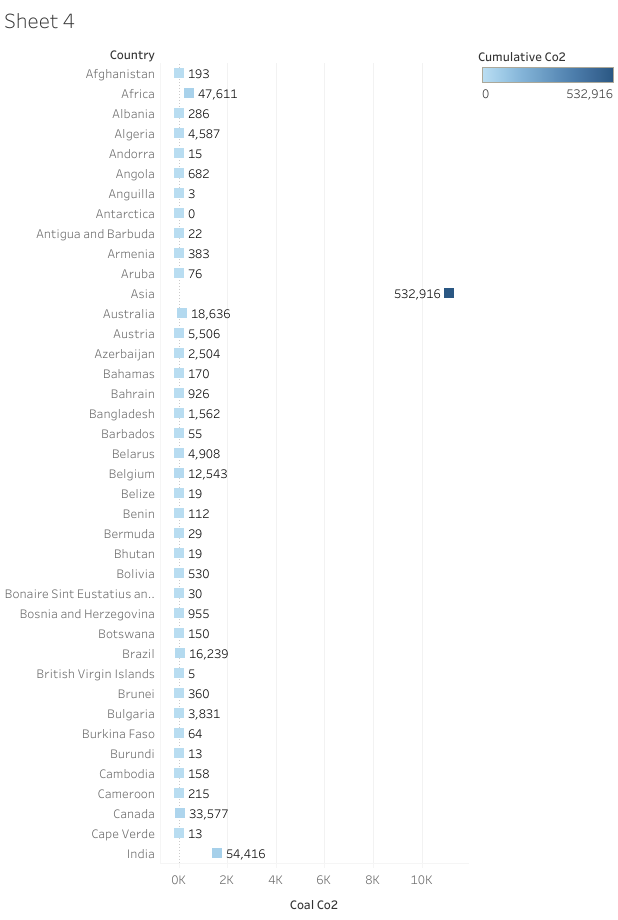 Sheet 4
Country
Cumulative Co2
0 532,916
Afghanistan 193
Africa 47,611
Albania 286
Algeria 4,587
Andorra 15
Angola 682
Anguilla 3
Antarctica 0
Antigua and Barbuda 22
Armenia 383
Aruba 76
Asia 532,916
Australia 18,636
Austria 5,506
Azerbaijan 2,504
Bahamas 170
Bahrain 926
Bangladesh 1,562
Barbados 55
Belarus 4,908
Belgium 12,543
Belize 19
Benin 112
Bermuda 29
Bhutan 19
Bolivia 530
Bonaire Sint Eustatius an.. 30
Bosnia and Herzegovina 955
Botswana 150
Brazil 16,239
British Virgin Islands 5
Brunei 360
Bulgaria 3,831
Burkina Faso 64
Burundi 13
Cambodia 158
Cameroon 215
Canada 33,577
Cape Verde 13
India 54,416
0K 2K 4K 6K 8K 10K
Coal Co2